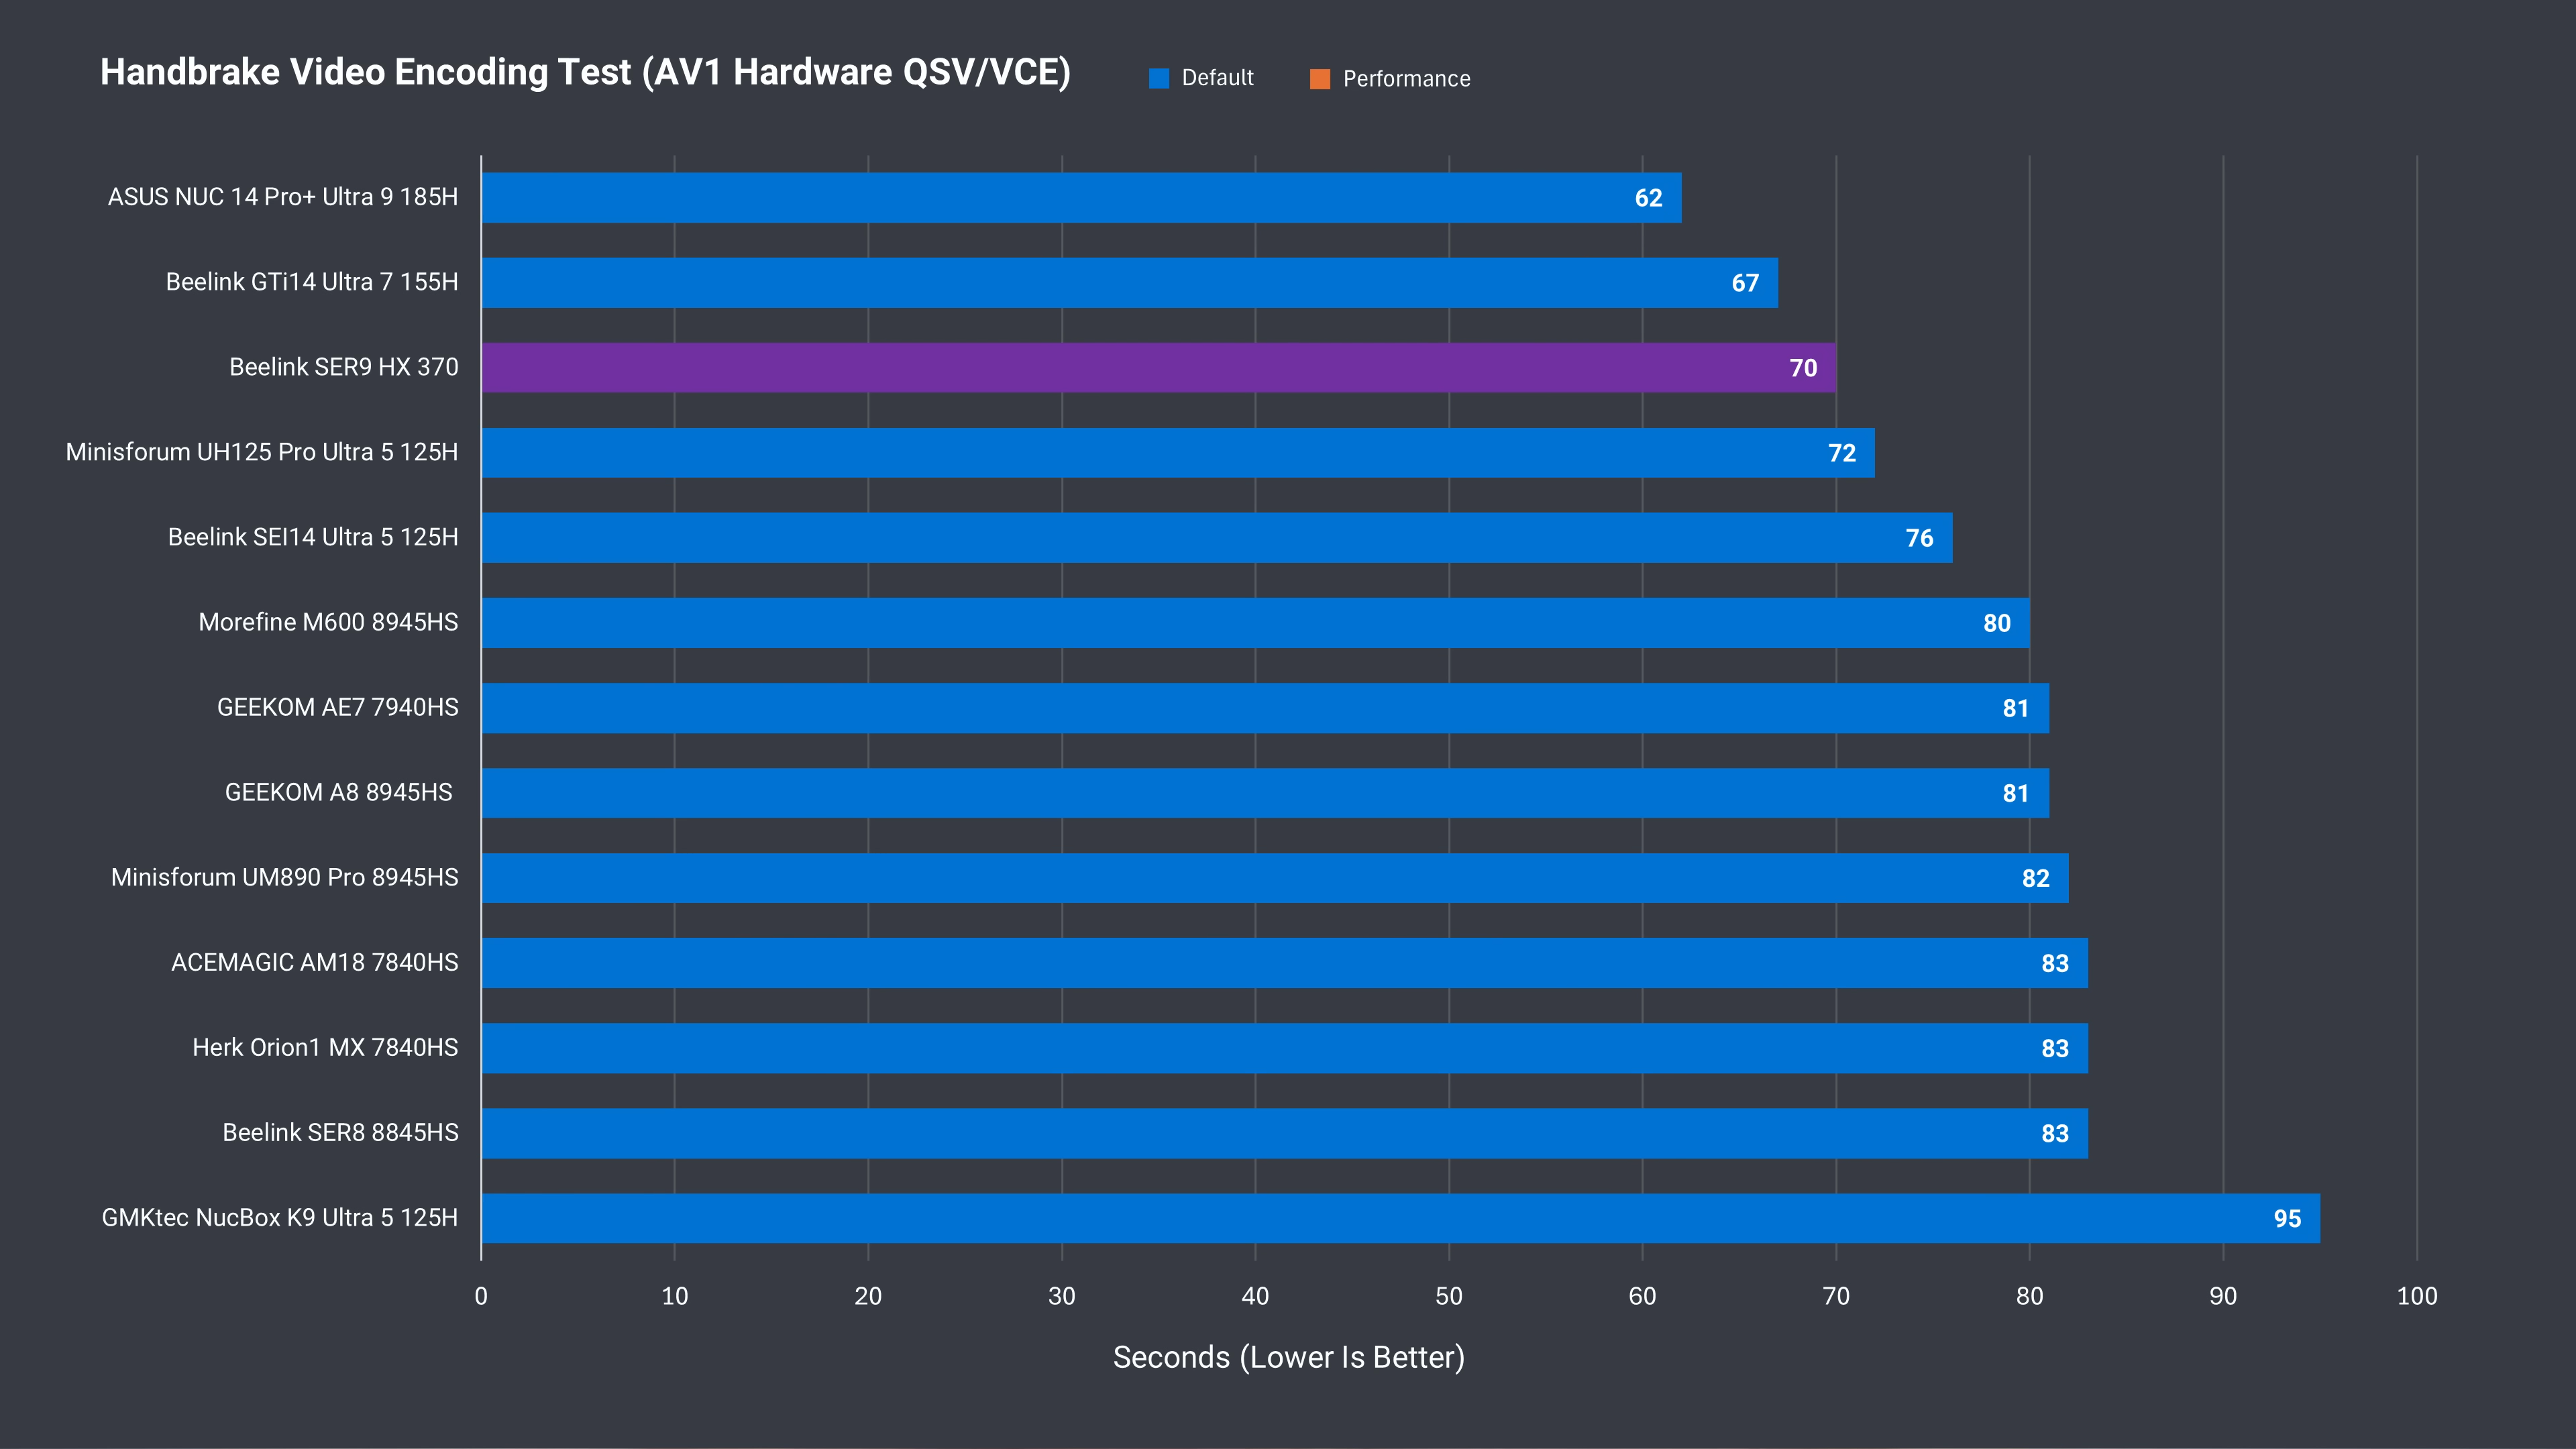 Handbrake Video Encoding Test (AV1 Hardware QSV/VCE)
Default
Performance
ASUS NUC 14 Pro+ Ultra 9 185H
62
Beelink GTi14 Ultra 7 155H
67
Beelink SER9 HX 370
70
Minisforum UH125 Pro Ultra 5 125H
72
Beelink SEI14 Ultra 5 125H
76
Morefine M600 8945HS
80
GEEKOM AE7 7940HS
81
GEEKOM A8 8945HS
81
Minisforum UM890 Pro 8945HS
82
ACEMAGIC AM18 7840HS
83
Herk Orion1 MX 7840HS
83
Beelink SER8 8845HS
83
GMKtec NucBox K9 Ultra 5 125H
95
0 10 20 30 40 50 60 70 80 90 100
Seconds (Lower Is Better)